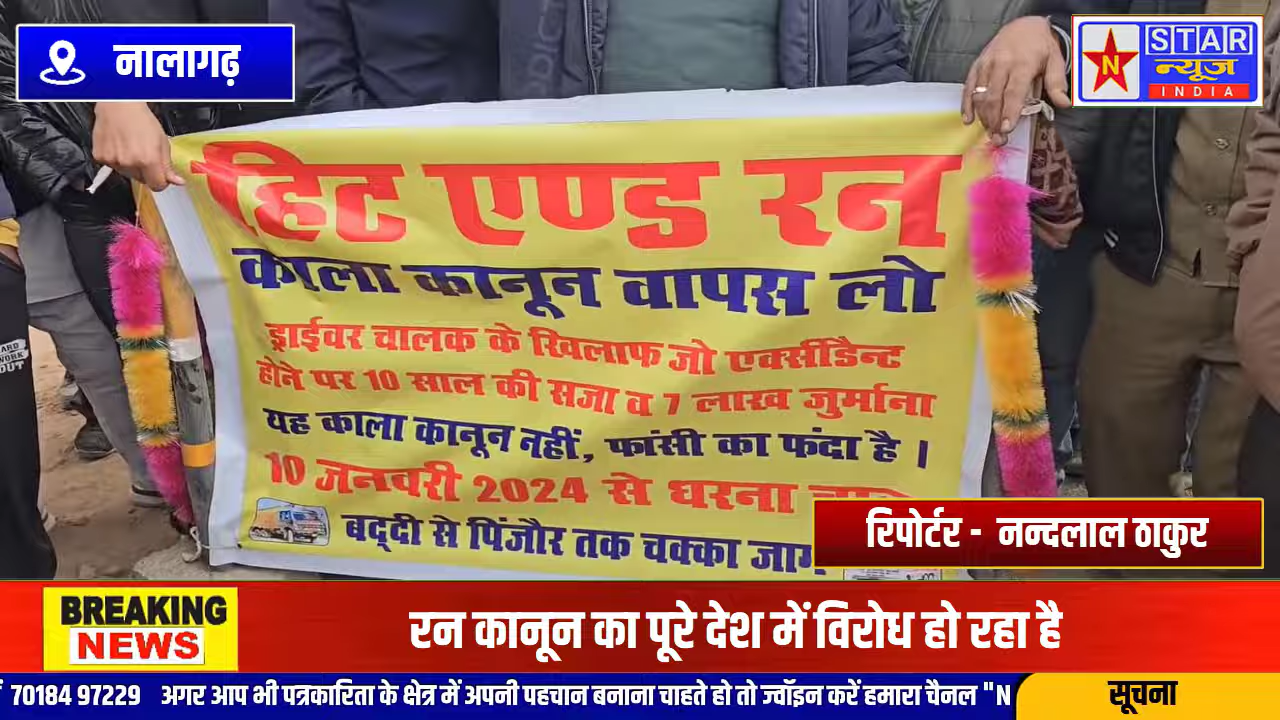 नालागढ़
STAR
न्यूज़
INDIA
N
हिट एण्ड रन
काला कानून वापस लो
ड्राईवर चालक के खिलाफ जो एक्सीडैन्ट
होने पर 10 साल की सजा व 7 लाख जुर्माना
यह काला कानून नहीं, फांसी का फंदा है |
10 जनवरी 2024 से धरना
बद्दी से पिंजौर तक चक्का
रिपोर्टर - नन्दलाल ठाकुर
BREAKING
NEWS
रन कानून का पूरे देश में विरोध हो रहा है
70184 97229 अगर आप भी पत्रकारिता के क्षेत्र में अपनी पहचान बनाना चाहते हो तो ज्वॉइन करें हमारा चैनल "N
सूचना